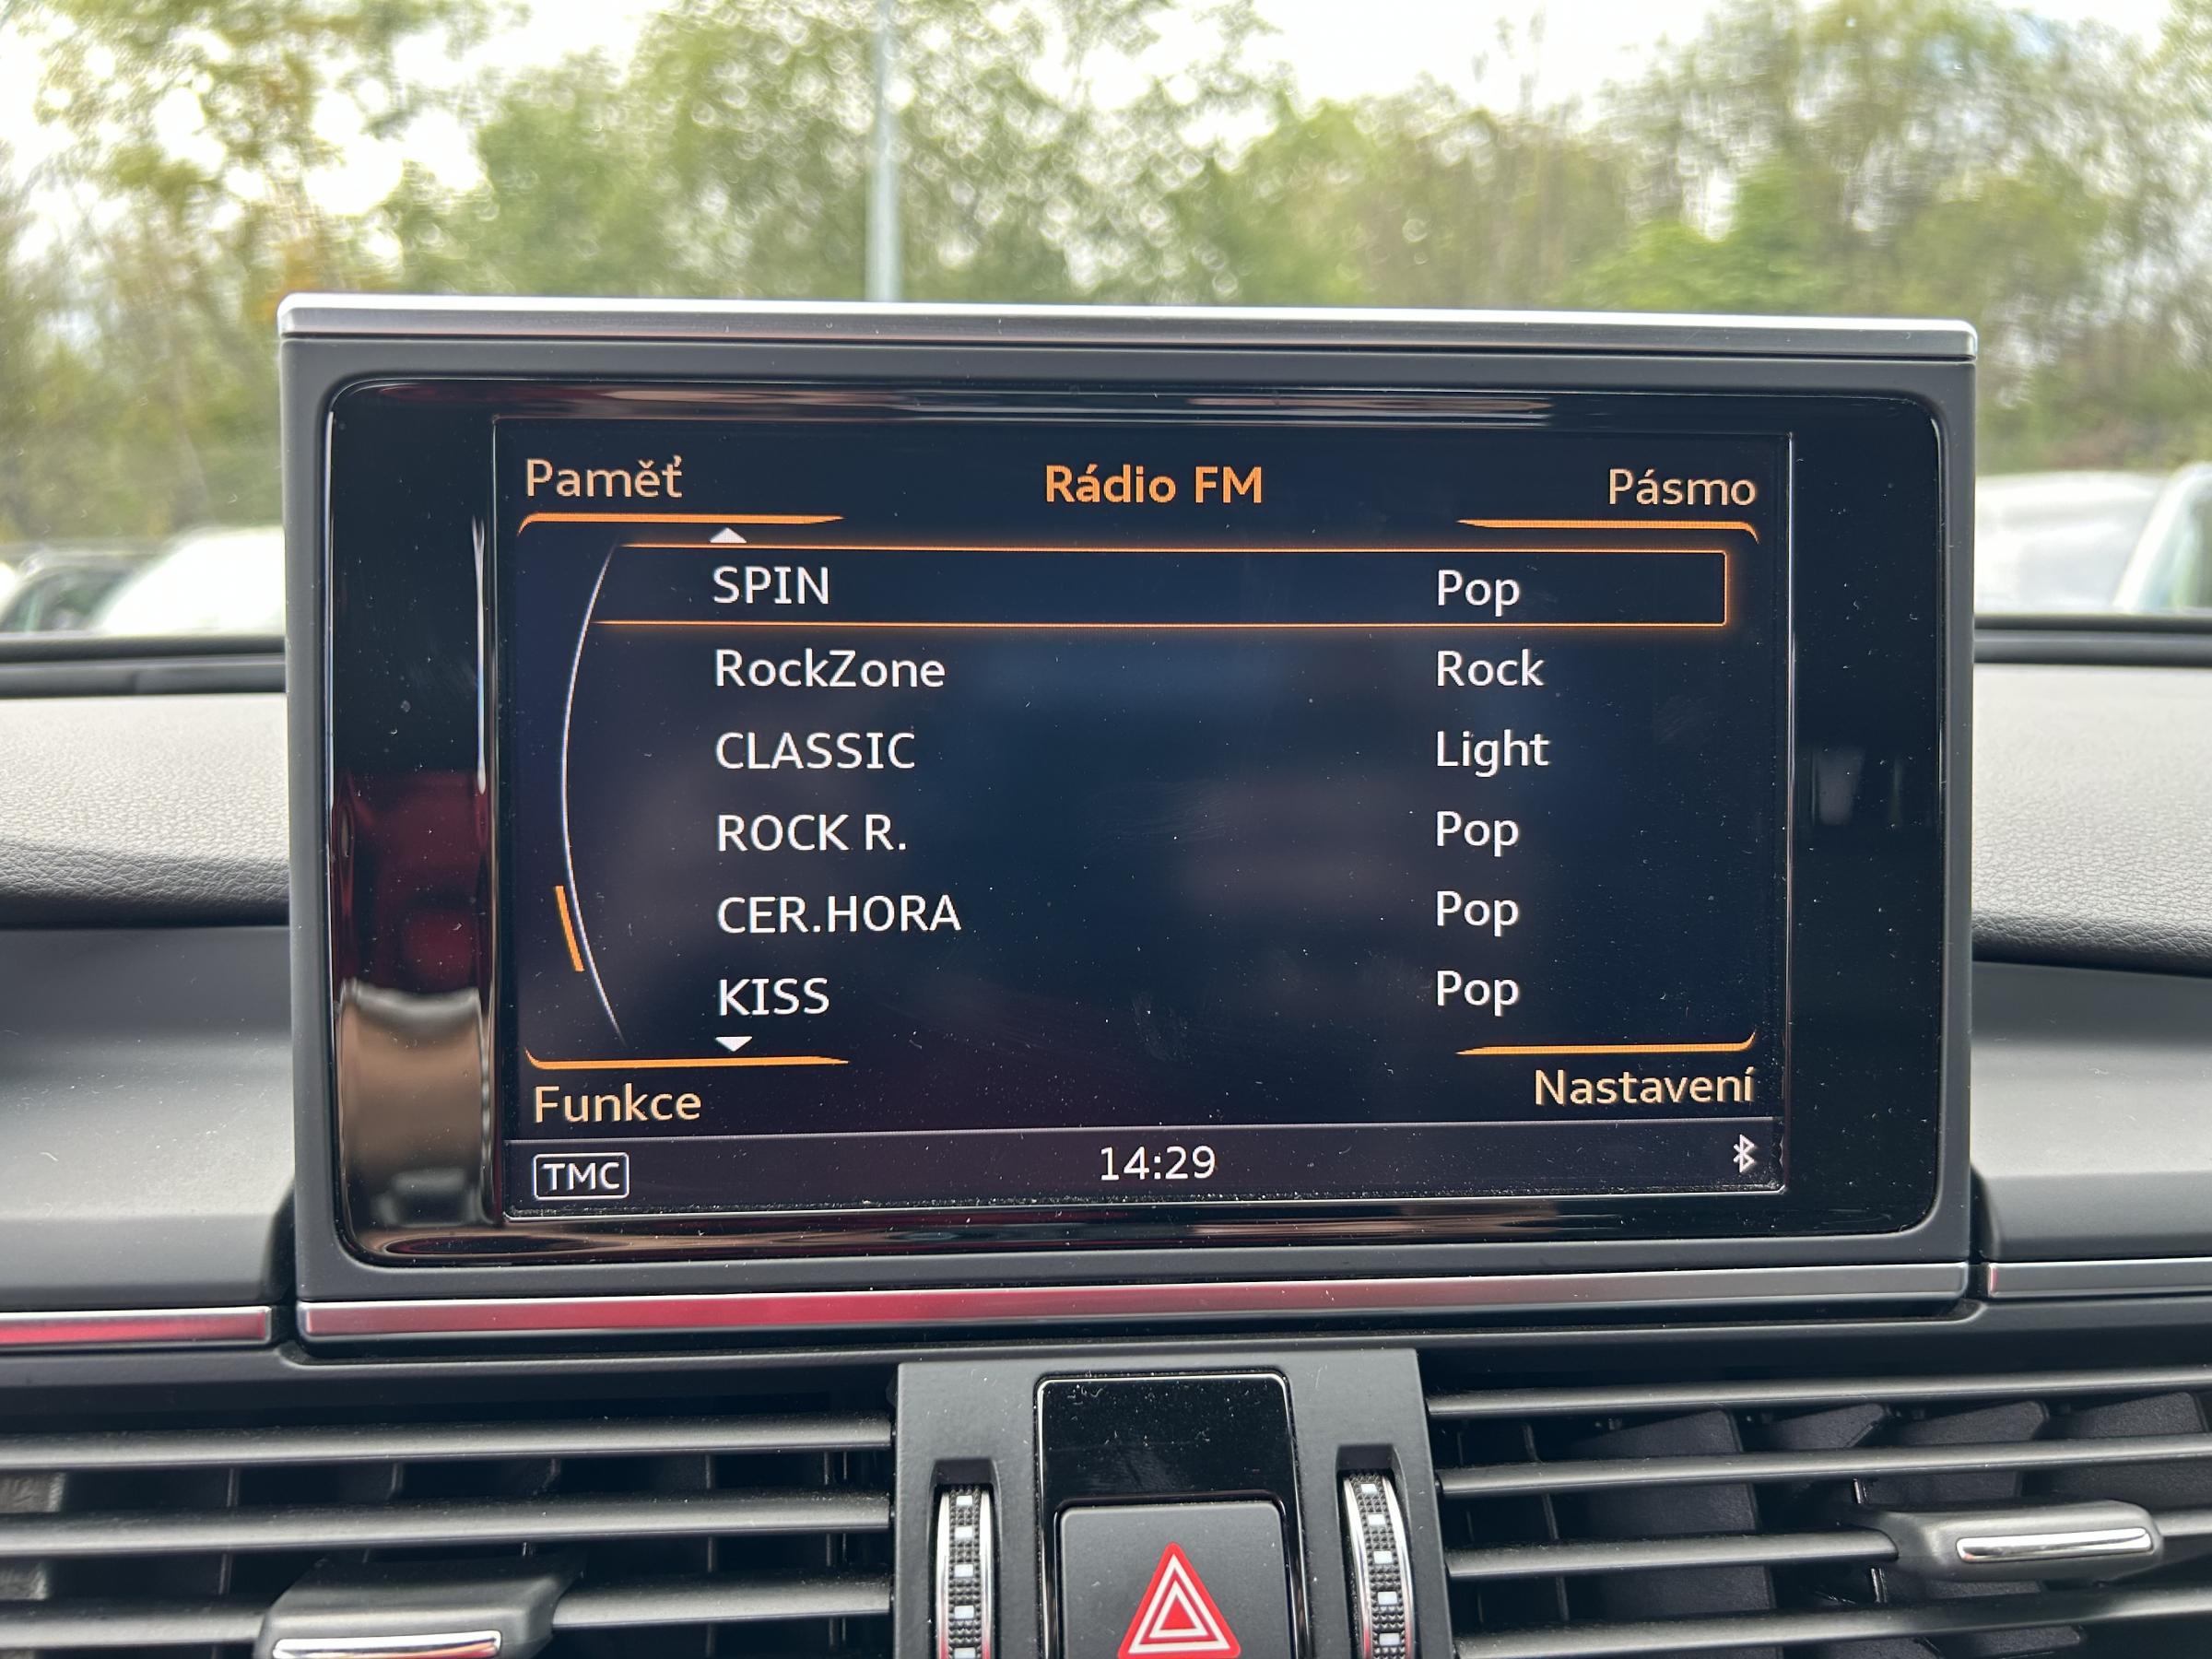 Paměť Rádio FM Pásmo
SPIN Pop
RockZone Rock
CLASSIC Light
ROCK R. Pop
CER.HORA Pop
KISS Pop
Funkce Nastavení
TMC 14:29